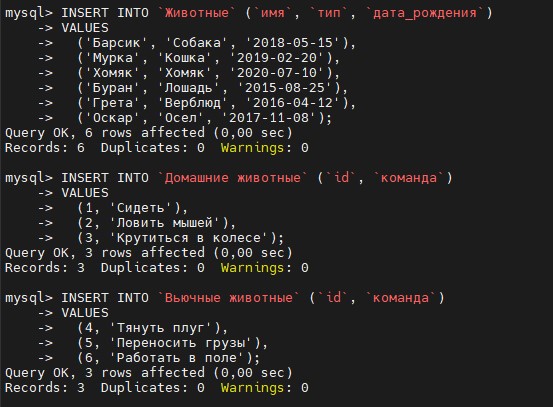 mysql> INSERT INTO `Животные` (`имя`, `тип`, `дата_рождения`)
    -> VALUES
    ->   ('Барсик', 'Собака', '2018-05-15'),
    ->   ('Мурка', 'Кошка', '2019-02-20'),
    ->   ('Хомяк', 'Хомяк', '2020-07-10'),
    ->   ('Буран', 'Лошадь', '2015-08-25'),
    ->   ('Грета', 'Верблюд', '2016-04-12'),
    ->   ('Оскар', 'Осел', '2017-11-08');
Query OK, 6 rows affected (0,00 sec)
Records: 6  Duplicates: 0  Warnings: 0
mysql> INSERT INTO `Домашние животные` (`id`, `команда`)
    -> VALUES
    ->   (1, 'Сидеть'),
    ->   (2, 'Ловить мышей'),
    ->   (3, 'Крутиться в колесе');
Query OK, 3 rows affected (0,00 sec)
Records: 3  Duplicates: 0  Warnings: 0
mysql> INSERT INTO `Вьючные животные` (`id`, `команда`)
    -> VALUES
    ->   (4, 'Тянуть плуг'),
    ->   (5, 'Переносить грузы'),
    ->   (6, 'Работать в поле');
Query OK, 3 rows affected (0,00 sec)
Records: 3  Duplicates: 0  Warnings: 0